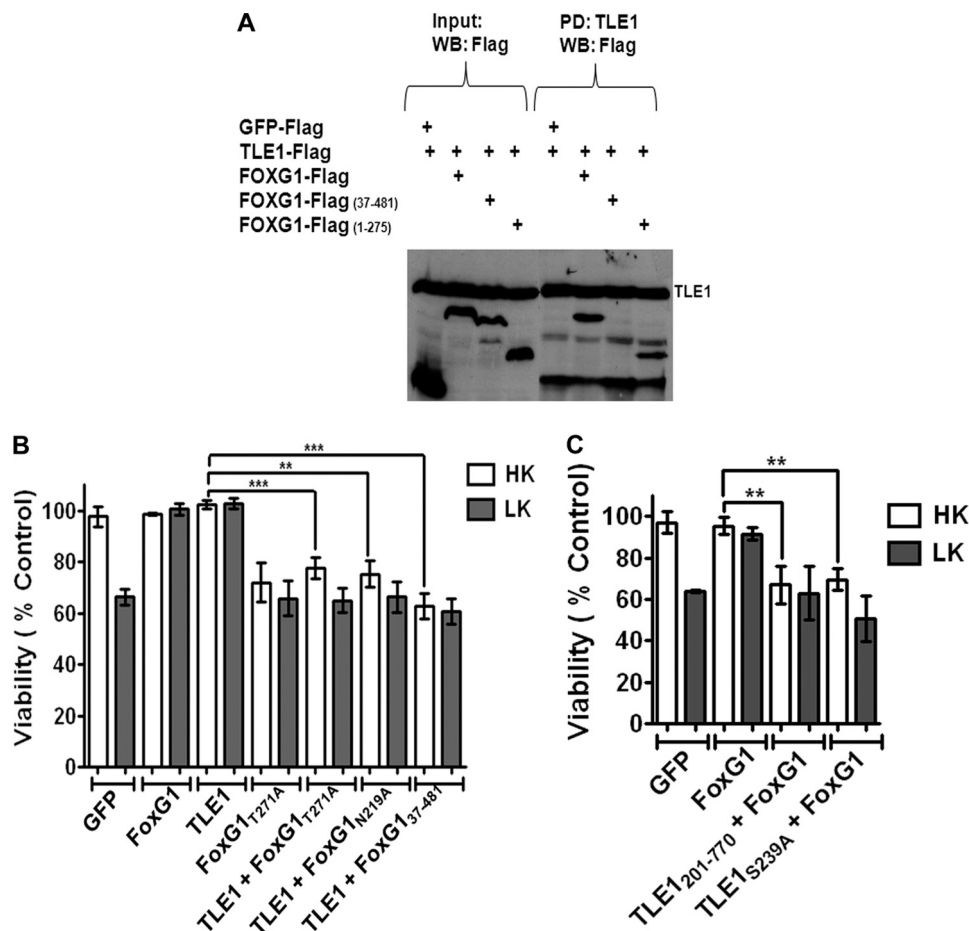 A
Input:
WB: Flag
PD: TLE1
WB: Flag
GFP-Flag + +
TLE1-Flag + + + + + + + +
FOXG1-Flag + +
FOXG1-Flag (37-481) + +
FOXG1-Flag (1-275) + +
TLE1
B
Viability ( % Control)
100
80
60
40
20
0
***
**
***
HK
LK
GFP
FoxG1
TLE1
FoxG1T271A
TLE1 + FoxG1T271A
TLE1 + FoxG1N219A
TLE1 + FoxG137-481
C
Viability ( % Control)
100
80
60
40
20
0
**
**
HK
LK
GFP
FoxG1
TLE1201-770 + FoxG1
TLE1S239A + FoxG1